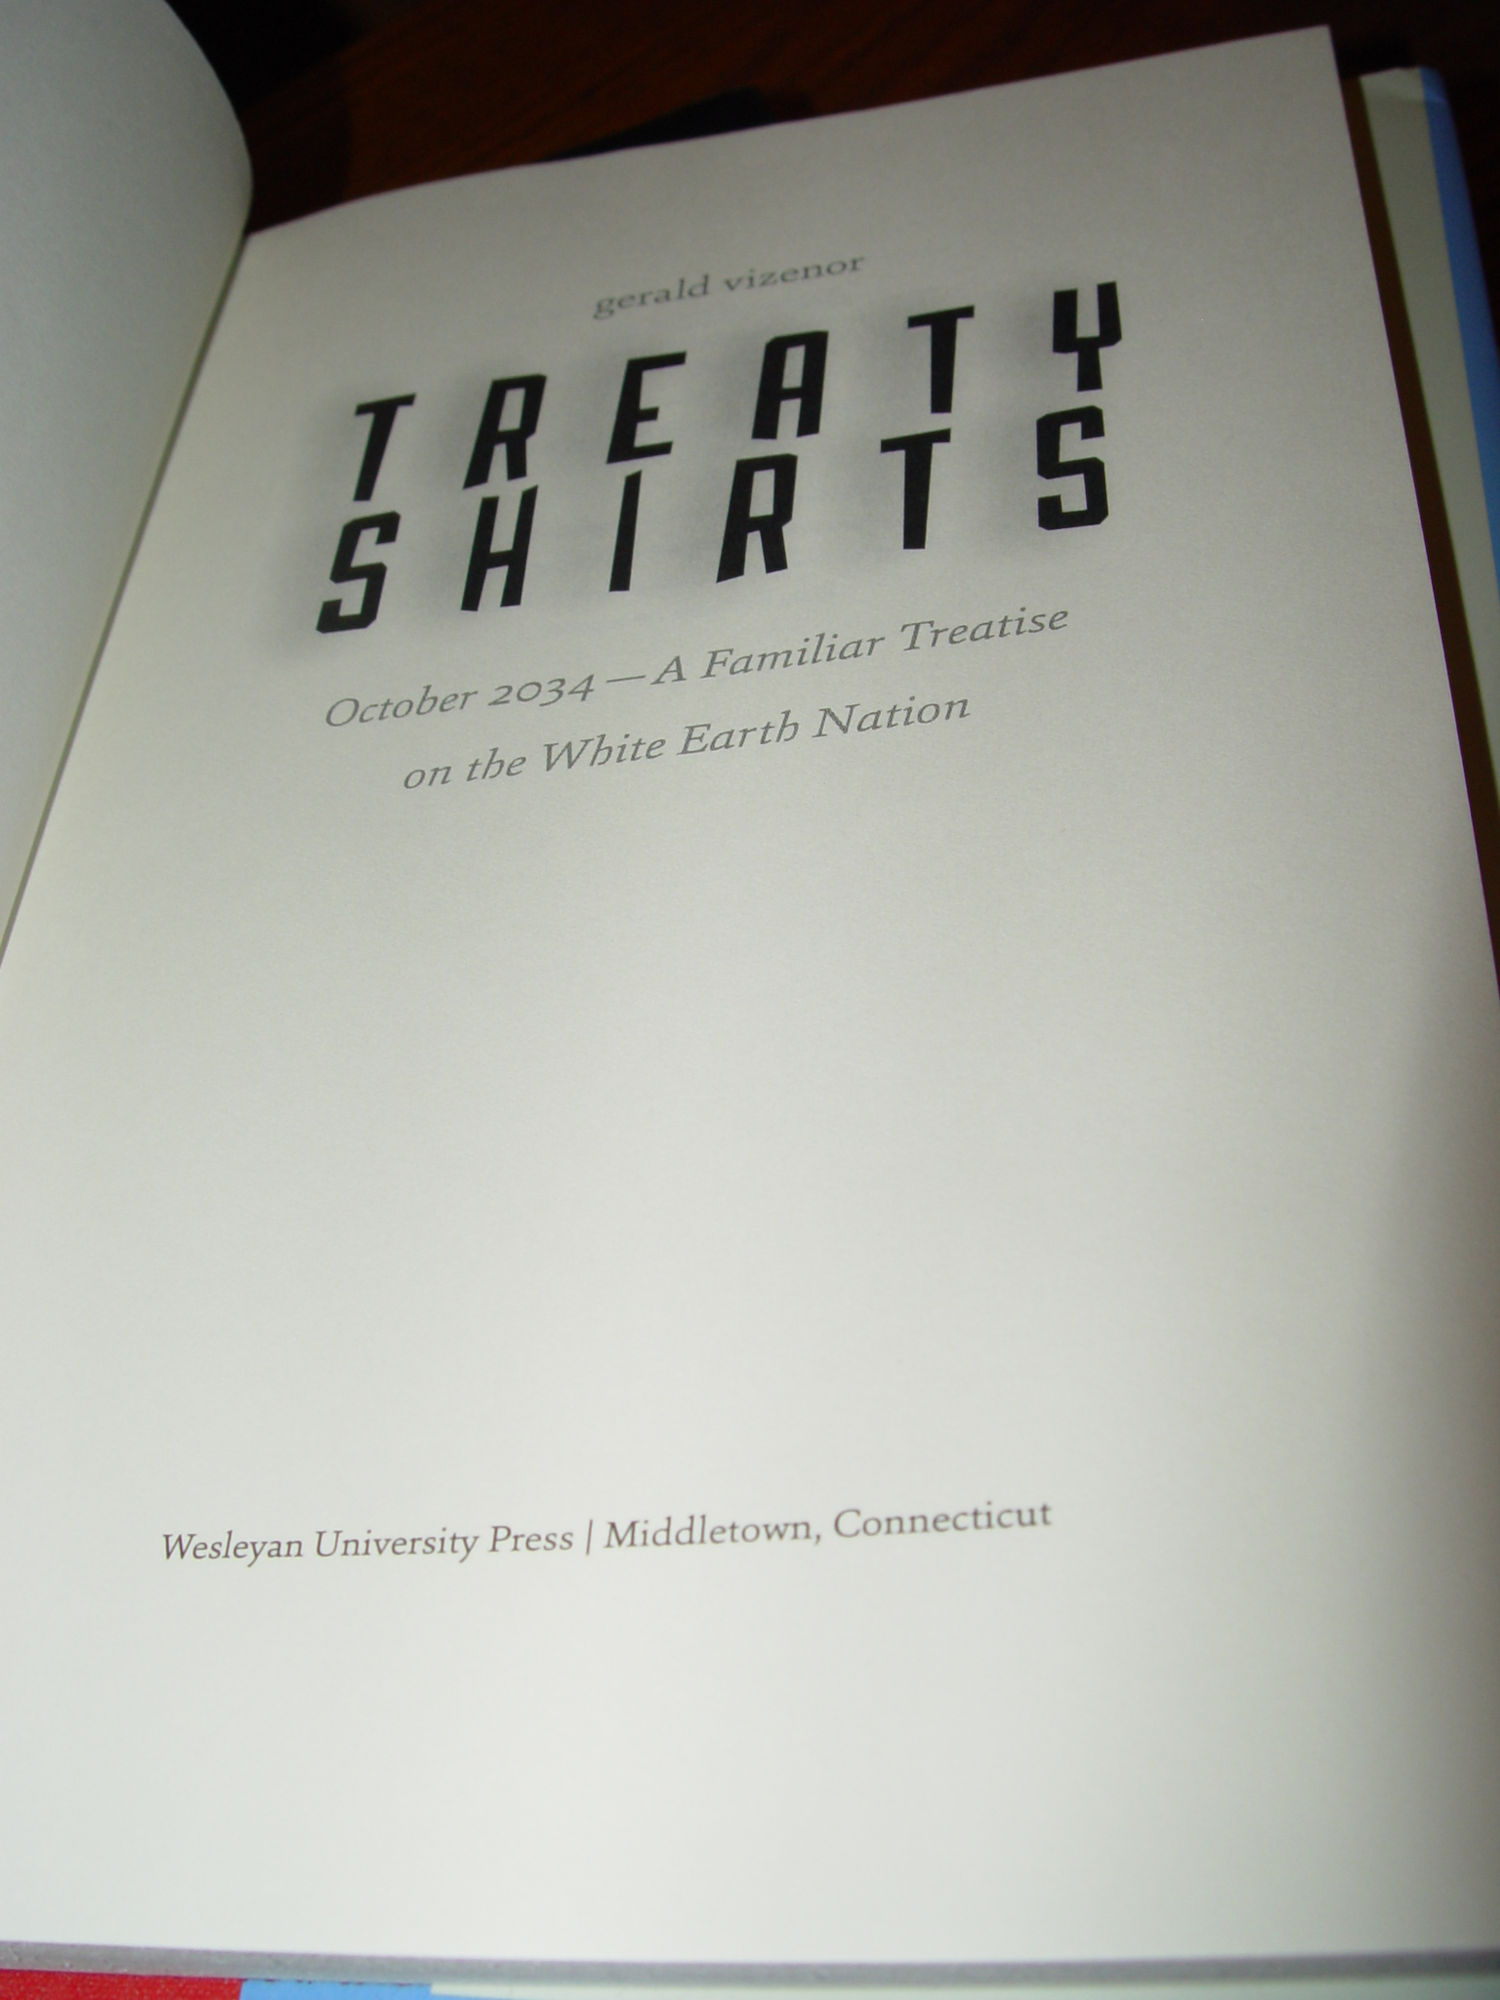 gerald vizenor
TREATY
SHIRTS
October 2034—A Familiar Treatise
on the White Earth Nation
Wesleyan University Press | Middletown, Connecticut